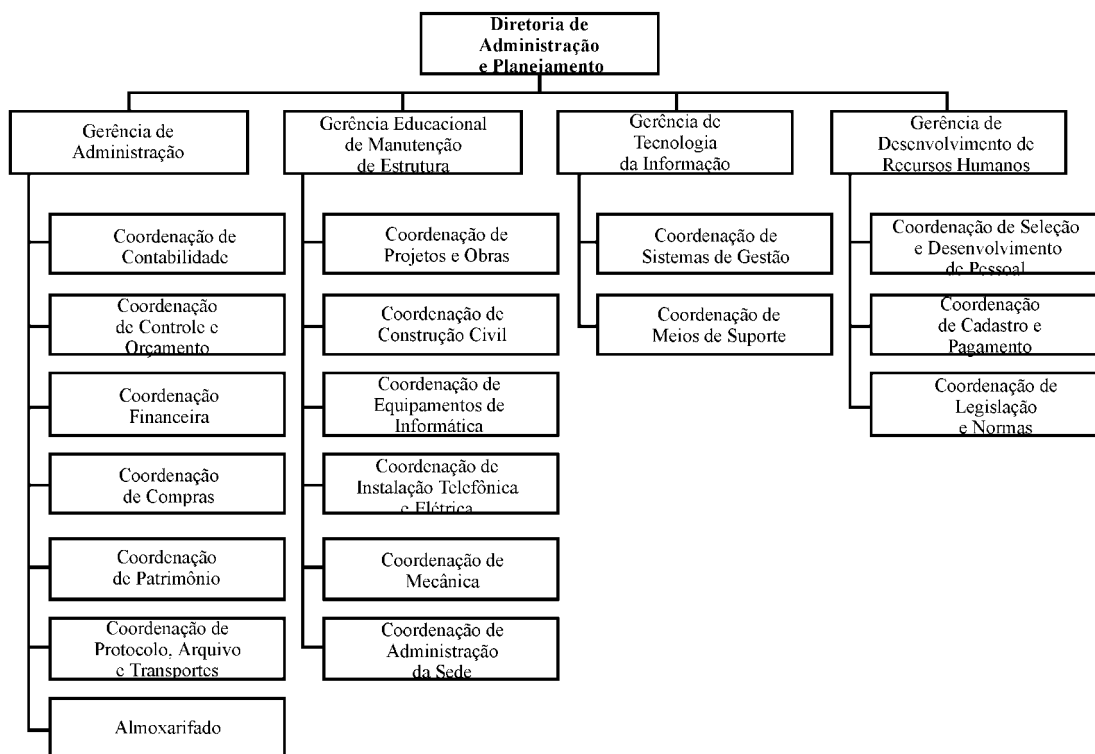 Diretoria de
Administração
e Planejamento
Gerência de
Administração
Coordenação de
Contabilidade
Coordenação
de Controle e
Orçamento
Coordenação
Financeira
Coordenação
de Compras
Coordenação
de Patrimônio
Coordenação de
Protocolo, Arquivo
e Transportes
Almoxarifado
Gerência Educacional
de Manutenção
de Estrutura
Coordenação de
Projetos e Obras
Coordenação de
Construção Civil
Coordenação de
Equipamentos de
Informática
Coordenação de
Instalação Telefônica
e Elétrica
Coordenação de
Mecânica
Coordenação de
Administração
da Sede
Gerência de
Tecnologia
da Informação
Coordenação de
Sistemas de Gestão
Coordenação de
Meios de Suporte
Gerência de
Desenvolvimento de
Recursos Humanos
Coordenação de Seleção
e Desenvolvimento
de Pessoal
Coordenação
de Cadastro e
Pagamento
Coordenação de
Legislação
e Normas